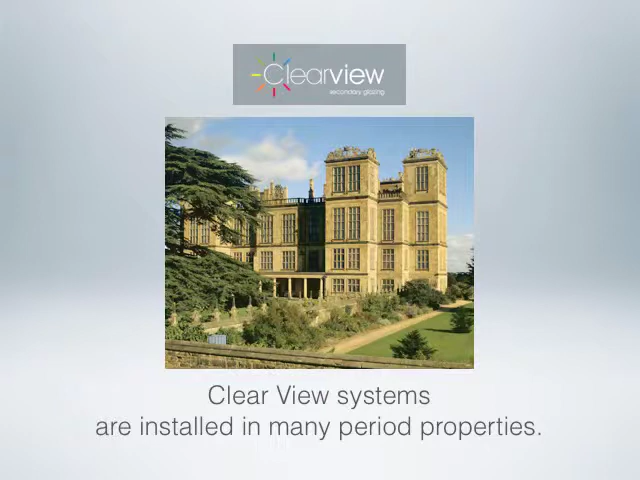 Clearview
secondary glazing
Clear View systems
are installed in many period properties.